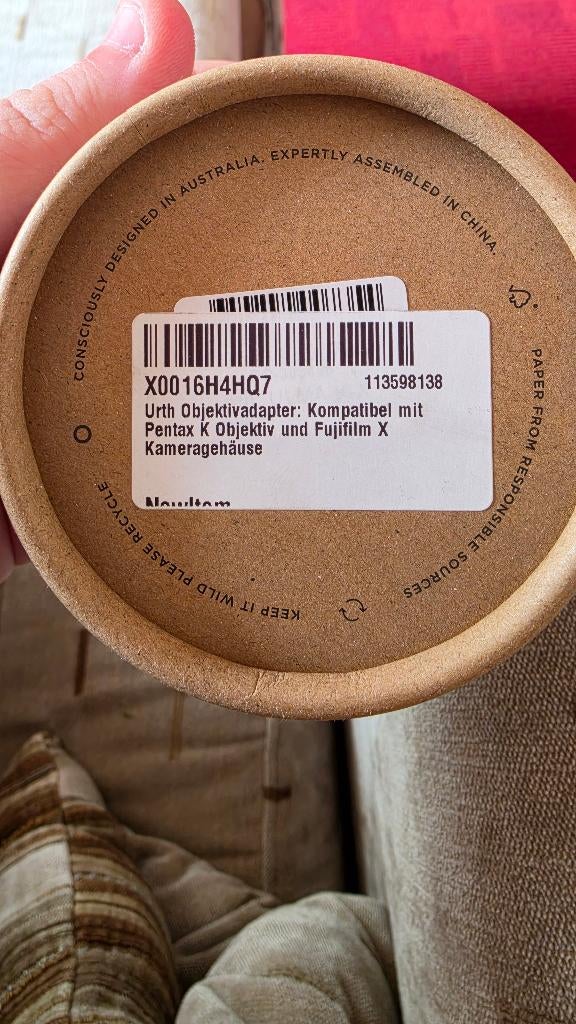 CONSCIOUSLY DESIGNED IN AUSTRALIA. EXPERTLY ASSEMBLED IN CHINA.
PAPER FROM RESPONSIBLE SOURCES
KEEP IT WILD PLEASE RECYCLE
X0016H4HQ7 113598138
Urth Objektivadapter: Kompatibel mit
Pentax K Objektiv und Fujifilm X
Kameragehäuse
NewItem